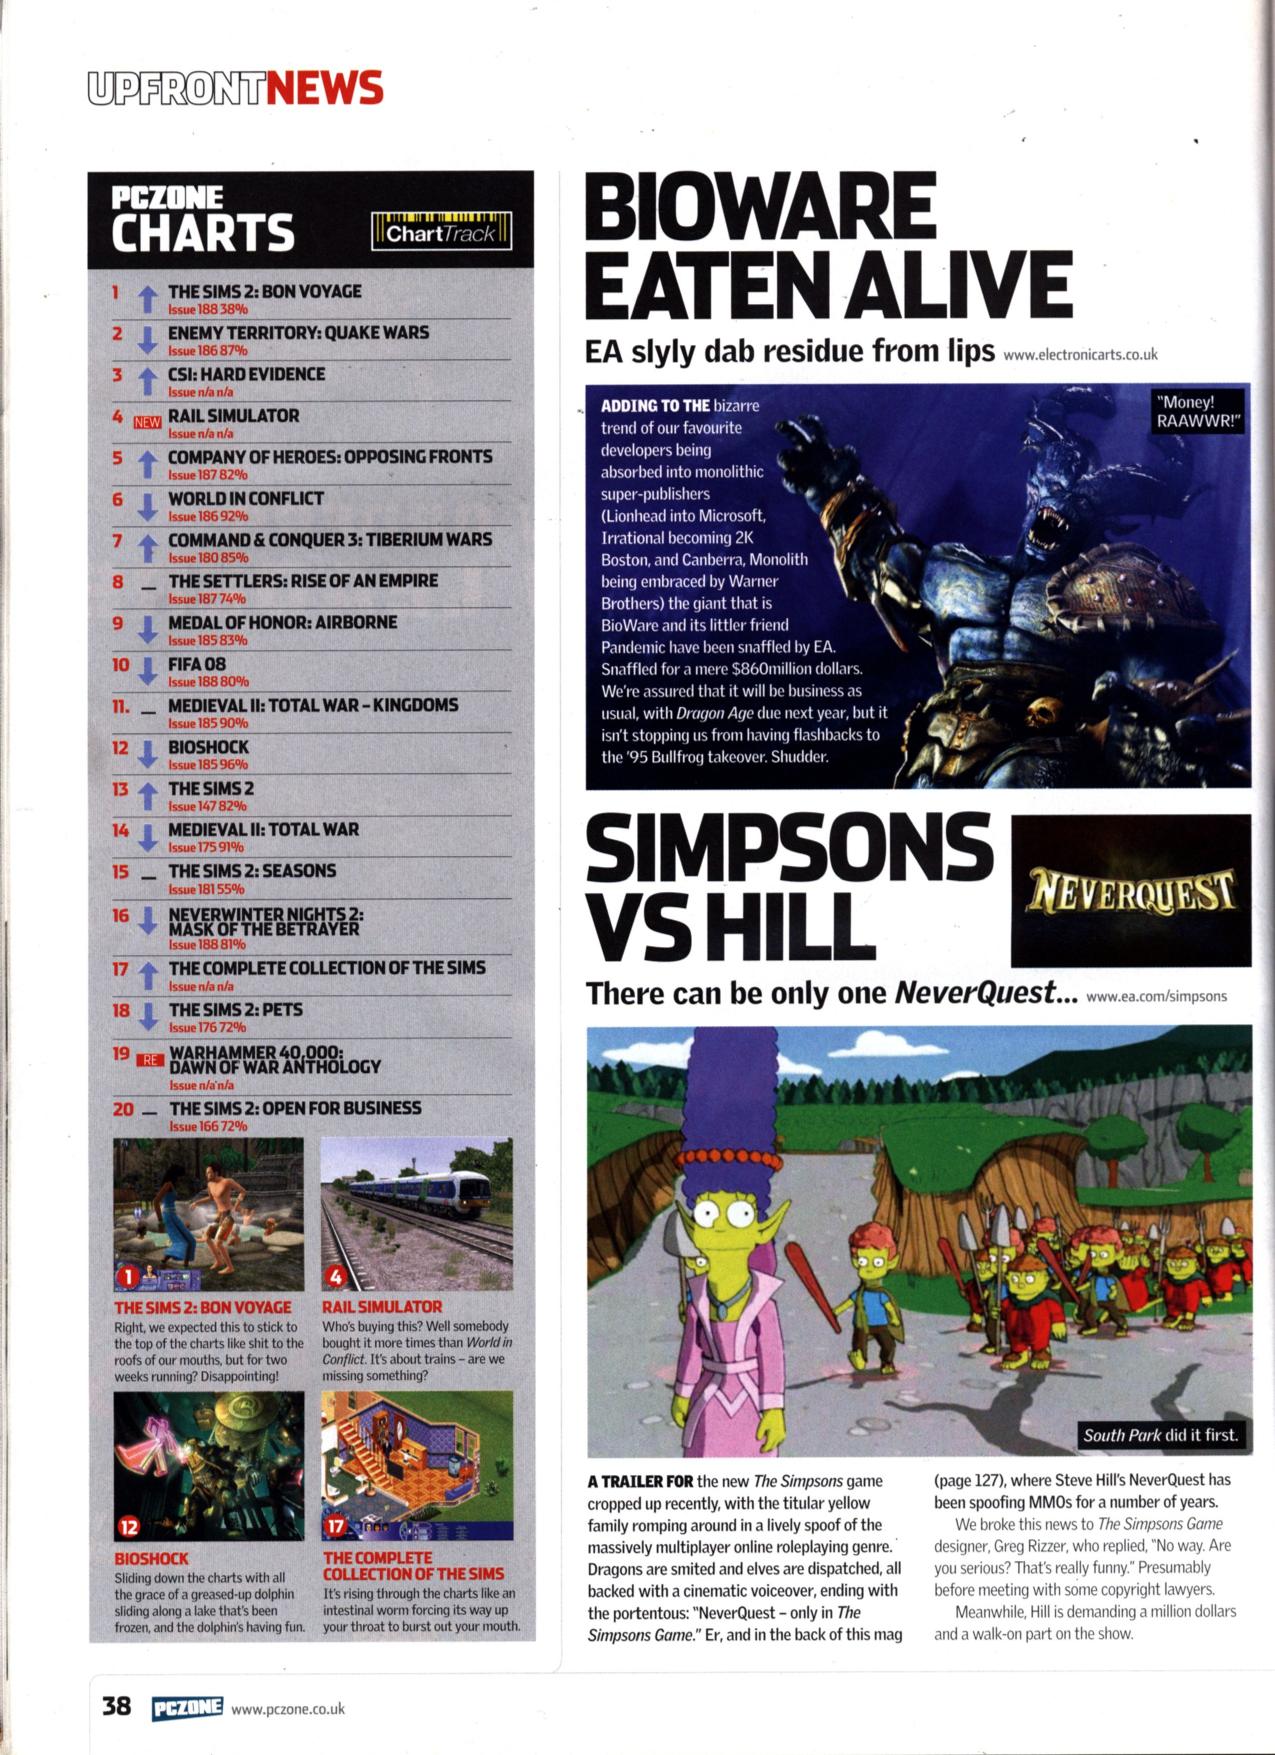 UPFRONTNEWS
PCZONE
CHARTS
ChartTrack
1 THE SIMS 2: BON VOYAGE
Issue 188 38%
2 ENEMY TERRITORY: QUAKE WARS
Issue 186 87%
3 CSI: HARD EVIDENCE
Issue n/a n/a
4 NEW RAIL SIMULATOR
Issue n/a n/a
5 COMPANY OF HEROES: OPPOSING FRONTS
Issue 187 82%
6 WORLD IN CONFLICT
Issue 186 92%
7 COMMAND & CONQUER 3: TIBERIUM WARS
Issue 180 85%
8 _ THE SETTLERS: RISE OF AN EMPIRE
Issue 187 74%
9 MEDAL OF HONOR: AIRBORNE
Issue 185 83%
10 FIFA 08
Issue 188 80%
11. _ MEDIEVAL II: TOTAL WAR – KINGDOMS
Issue 185 90%
12 BIOSHOCK
Issue 185 96%
13 THE SIMS 2
Issue 147 82%
14 MEDIEVAL II: TOTAL WAR
Issue 175 91%
15 _ THE SIMS 2: SEASONS
Issue 181 55%
16 NEVERWINTER NIGHTS 2:
MASK OF THE BETRAYER
Issue 188 81%
17 THE COMPLETE COLLECTION OF THE SIMS
Issue n/a n/a
18 THE SIMS 2: PETS
Issue 176 72%
19 RE WARHAMMER 40,000:
DAWN OF WAR ANTHOLOGY
Issue n/a n/a
20 _ THE SIMS 2: OPEN FOR BUSINESS
Issue 166 72%
1
THE SIMS 2: BON VOYAGE
Right, we expected this to stick to
the top of the charts like shit to the
roofs of our mouths, but for two
weeks running? Disappointing!
4
RAIL SIMULATOR
Who's buying this? Well somebody
bought it more times than World in
Conflict. It's about trains – are we
missing something?
12
BIOSHOCK
Sliding down the charts with all
the grace of a greased-up dolphin
sliding along a lake that's been
frozen, and the dolphin's having fun.
17
THE COMPLETE
COLLECTION OF THE SIMS
It's rising through the charts like an
intestinal worm forcing its way up
your throat to burst out your mouth.
BIOWARE
EATEN ALIVE
EA slyly dab residue from lips www.electronicarts.co.uk
ADDING TO THE bizarre
trend of our favourite
developers being
absorbed into monolithic
super-publishers
(Lionhead into Microsoft,
Irrational becoming 2K
Boston, and Canberra, Monolith
being embraced by Warner
Brothers) the giant that is
BioWare and its littler friend
Pandemic have been snaffled by EA.
Snaffled for a mere $860million dollars.
We're assured that it will be business as
usual, with Dragon Age due next year, but it
isn't stopping us from having flashbacks to
the '95 Bullfrog takeover. Shudder.
"Money!
RAAWWR!"
SIMPSONS
VS HILL
NEVERQUEST
There can be only one NeverQuest... www.ea.com/simpsons
South Park did it first.
A TRAILER FOR the new The Simpsons game
cropped up recently, with the titular yellow
family romping around in a lively spoof of the
massively multiplayer online roleplaying genre.
Dragons are smited and elves are dispatched, all
backed with a cinematic voiceover, ending with
the portentous: "NeverQuest – only in The
Simpsons Game." Er, and in the back of this mag
(page 127), where Steve Hill's NeverQuest has
been spoofing MMOs for a number of years.
We broke this news to The Simpsons Game
designer, Greg Rizzer, who replied, "No way. Are
you serious? That's really funny." Presumably
before meeting with some copyright lawyers.
Meanwhile, Hill is demanding a million dollars
and a walk-on part on the show.
38 PCZONE www.pczone.co.uk